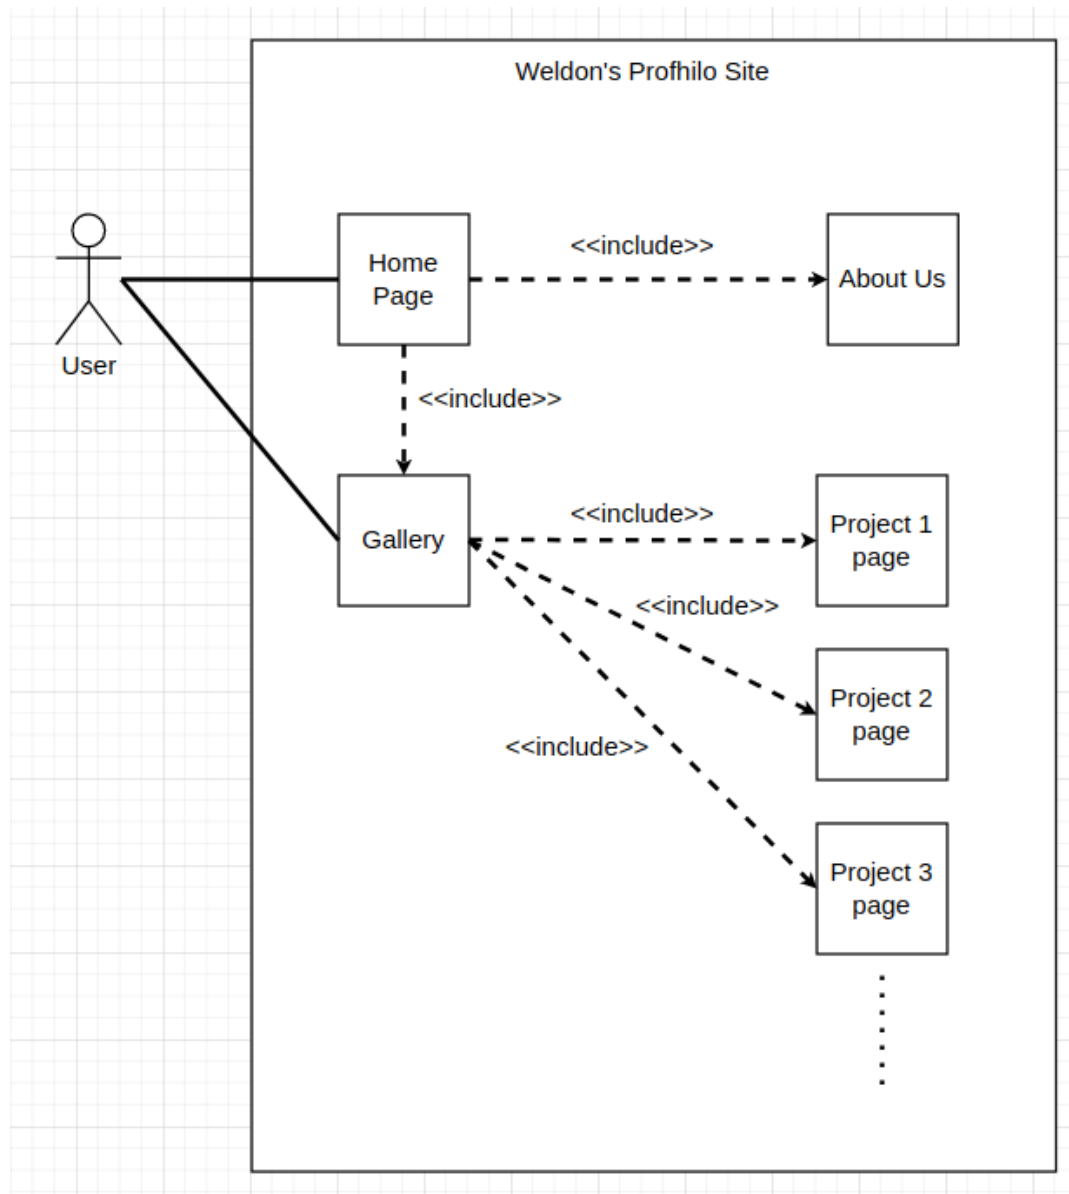 Weldon's Profhilo Site
User
Home
Page
<<include>>
About Us
<<include>>
Gallery
<<include>>
Project 1
page
<<include>>
Project 2
page
<<include>>
Project 3
page